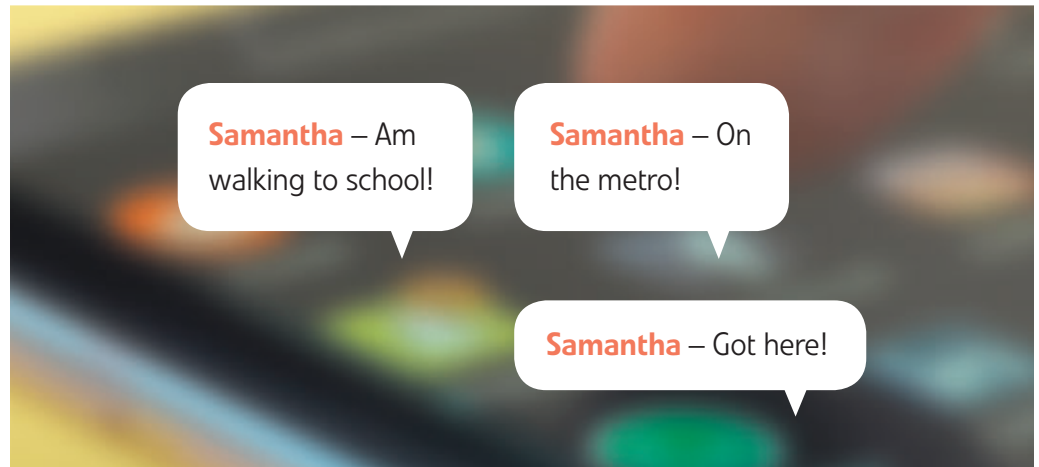 Samantha – Am
walking to school!
Samantha – On
the metro!
Samantha – Got here!